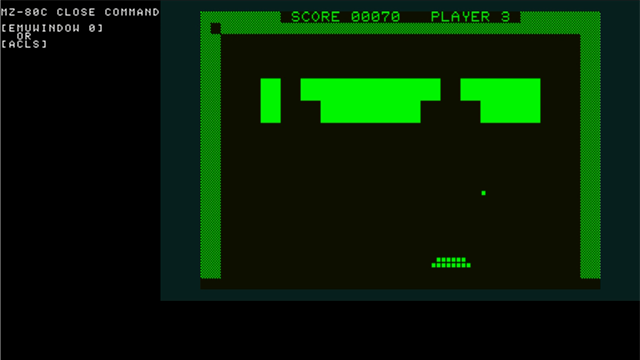 MZ-80C CLOSE COMMAND
[EMUWINDOW 0]
OR
[ACLS]
SCORE 00070 PLAYER 3